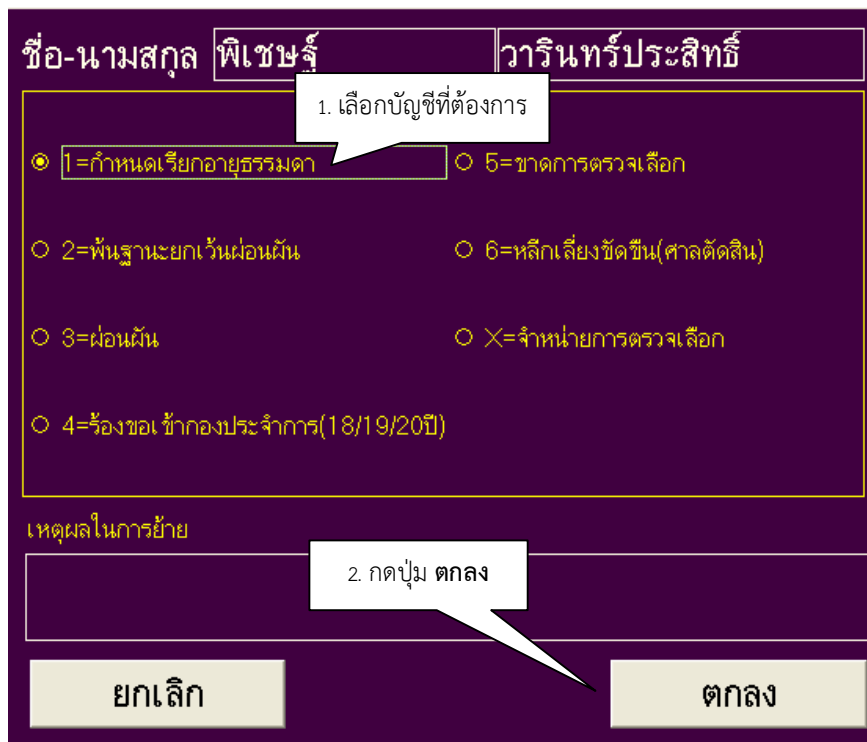 ชื่อ-นามสกุล พิเชษฐ์ วารินทร์ประสิทธิ์
1. เลือกบัญชีที่ต้องการ
1=กำหนดเรียกอายุธรรมดา 5=ขาดการตรวจเลือก
2=พ้นฐานะยกเว้นผ่อนผัน 6=หลีกเลี่ยงขัดขืน(ศาลตัดสิน)
3=ผ่อนผัน X=จำหน่ายการตรวจเลือก
4=ร้องขอเข้ากองประจำการ(18/19/20ปี)
เหตุผลในการย้าย
2. กดปุ่ม ตกลง
ยกเลิก ตกลง